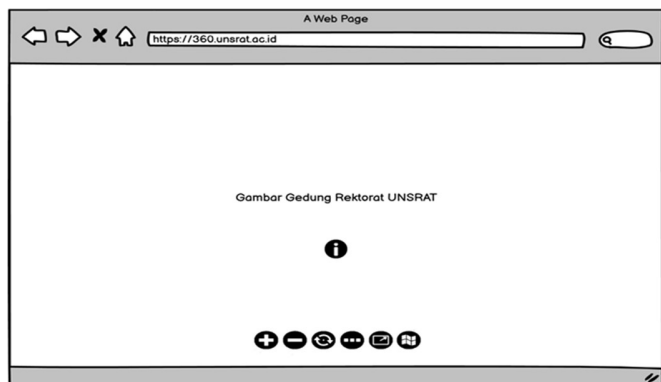 A Web Page
https://360.unsrat.ac.id
Gambar Gedung Rektorat UNSRAT